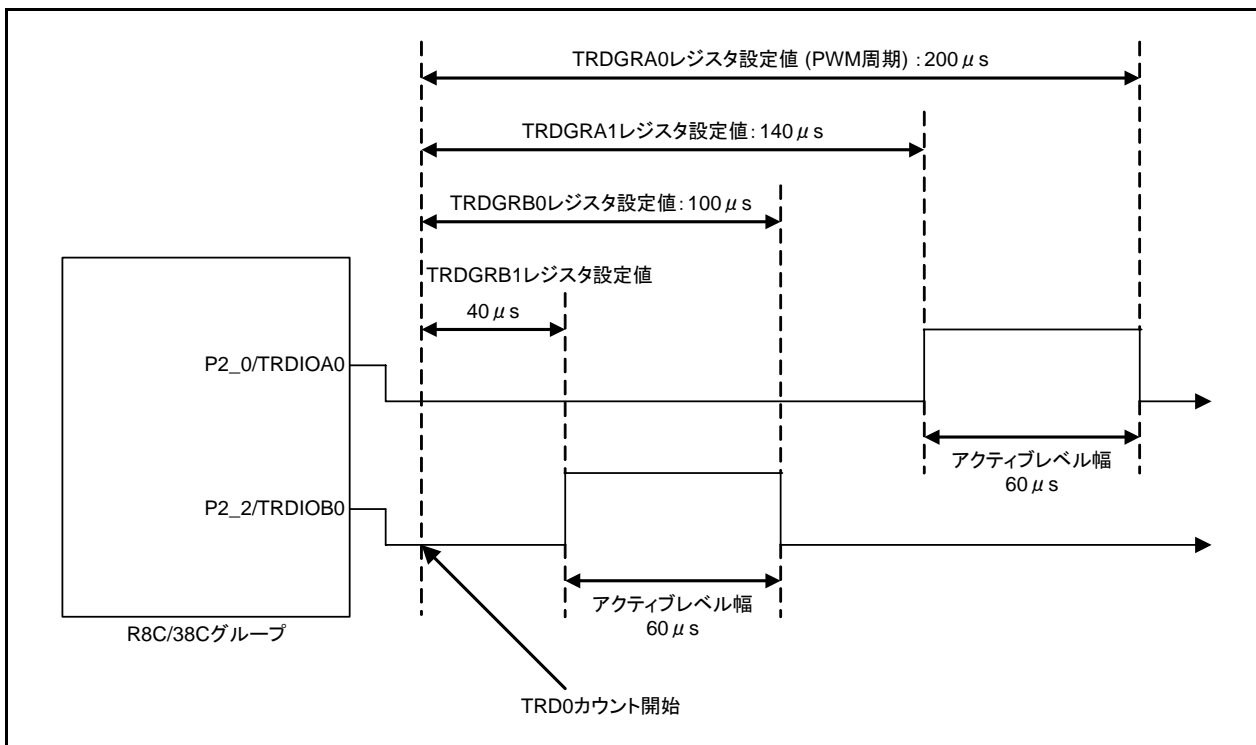 TRDGRA0レジスタ設定値 (PWM周期) :200μs
TRDGRA1レジスタ設定値:140μs
TRDGRB0レジスタ設定値:100μs
TRDGRB1レジスタ設定値
40μs
P2_0/TRDIOA0
アクティブレベル幅
60μs
P2_2/TRDIOB0
アクティブレベル幅
60μs
R8C/38Cグループ
TRD0カウント開始